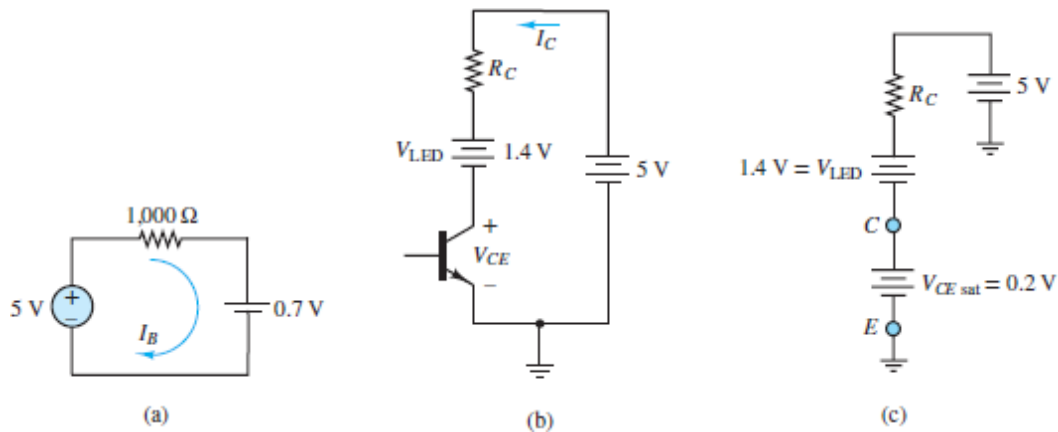 1,000 Ω
5 V
+
−
I_B
0.7 V
(a)
I_C
R_C
V_LED
1.4 V
5 V
+
V_CE
−
(b)
R_C
5 V
1.4 V = V_LED
C
V_CE sat = 0.2 V
E
(c)